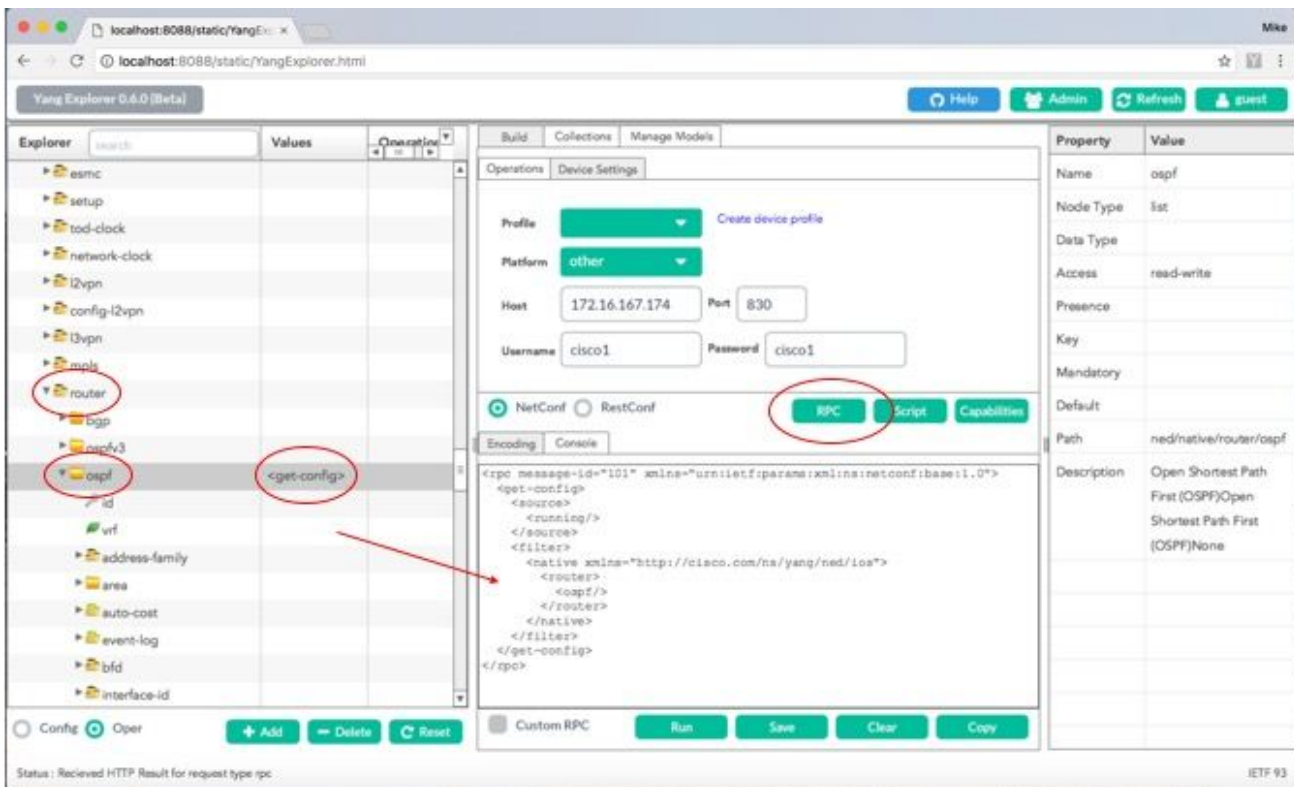 localhost:8088/static/YangEx
Mike
localhost:8088/static/YangExplorer.html
Yang Explorer 0.6.0 (Beta)
Help
Admin
Refresh
guest
Explorer
search
Values
Operation
esmc
setup
tod-clock
network-clock
l2vpn
config-l2vpn
l3vpn
mpls
router
bgp
ospfv3
ospf
<get-config>
id
vrf
address-family
area
auto-cost
event-log
bfd
interface-id
Config
Oper
Add
Delete
Reset
Build
Collections
Manage Models
Operations
Device Settings
Profile
Create device profile
Platform
other
Host
172.16.167.174
Port
830
Username
cisco1
Password
cisco1
NetConf
RestConf
RPC
Script
Capabilities
Encoding
Console
<rpc message-id="101" xmlns="urn:ietf:params:xml:ns:netconf:base:1.0">
<get-config>
<source>
<running/>
</source>
<filter>
<native xmlns="http://cisco.com/ns/yang/ned/ios">
<router>
<ospf/>
</router>
</native>
</filter>
</get-config>
</rpc>
Custom RPC
Run
Save
Clear
Copy
Property
Value
Name
ospf
Node Type
list
Data Type
Access
read-write
Presence
Key
Mandatory
Default
Path
ned/native/router/ospf
Description
Open Shortest Path
First (OSPF)Open
Shortest Path First
(OSPF)None
Status : Recieved HTTP Result for request type rpc
IETF 93